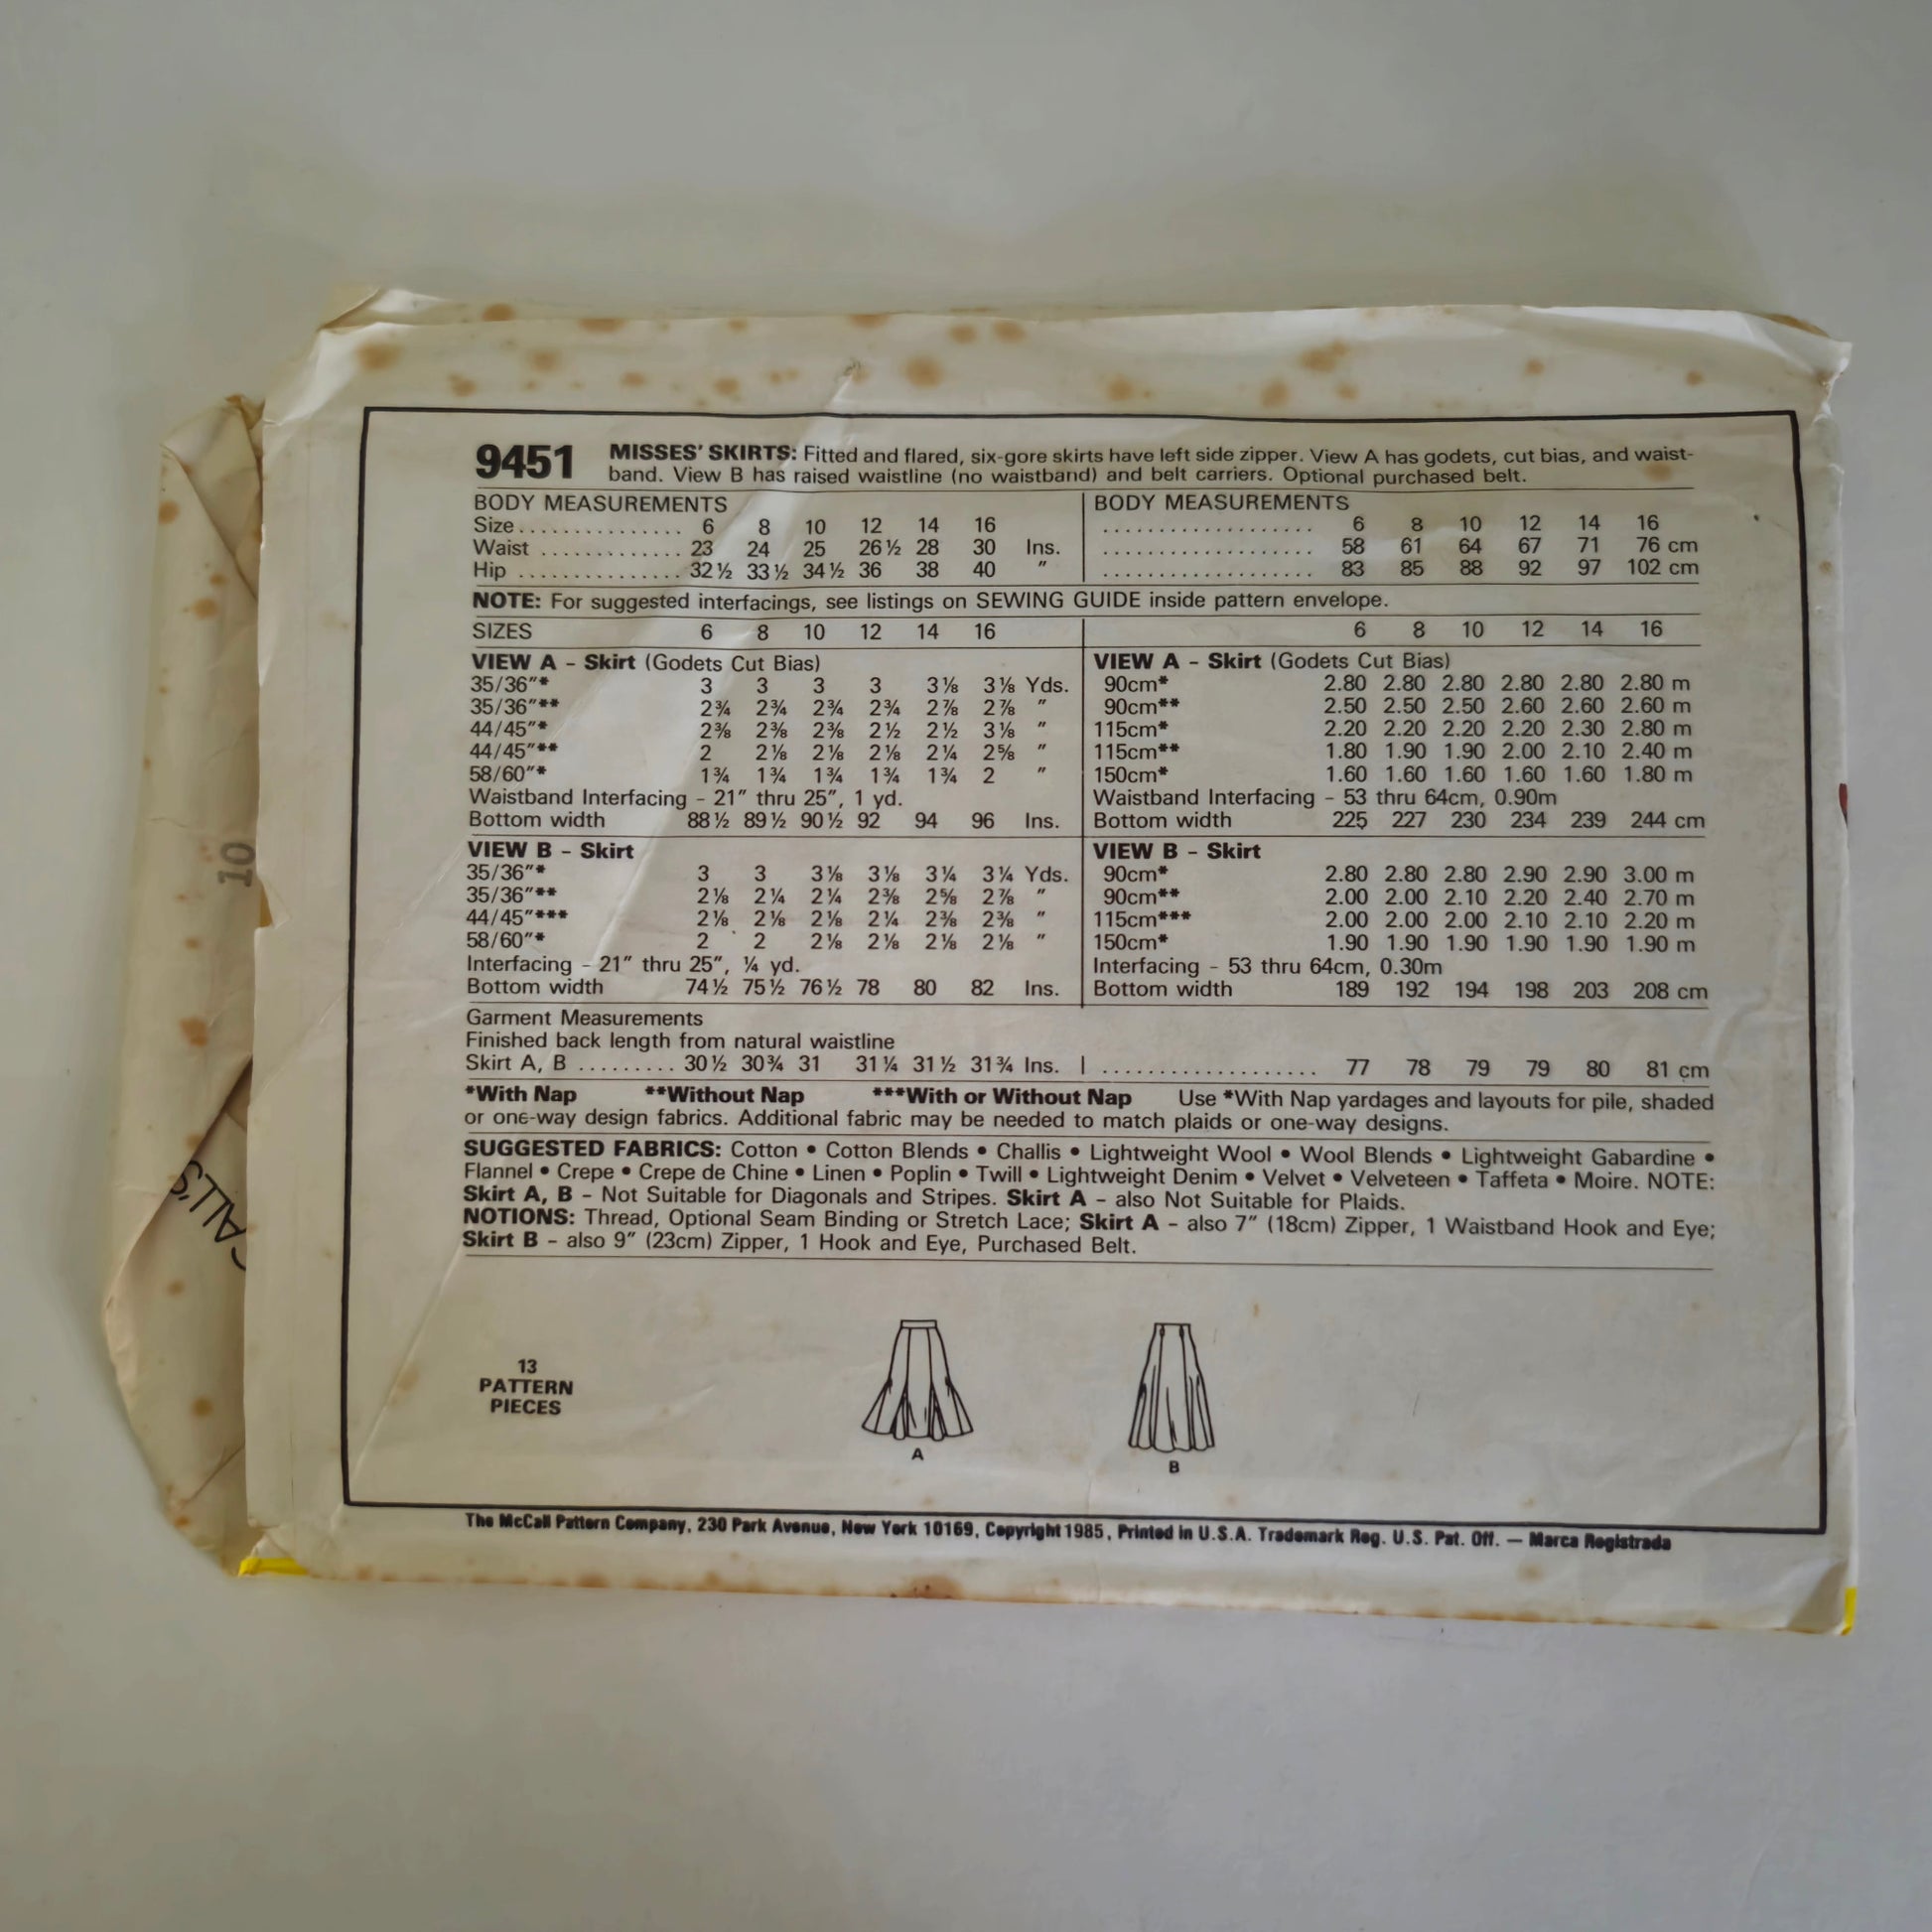 9451 MISSES' SKIRTS: Fitted and flared, six-gore skirts have left side zipper. View A has godets, cut bias, and waist-
band. View B has raised waistline (no waistband) and belt carriers. Optional purchased belt.
BODY MEASUREMENTS BODY MEASUREMENTS
Size............... 6 8 10 12 14 16 ................... 6 8 10 12 14 16
Waist ............. 23 24 25 26½ 28 30 Ins. ................... 58 61 64 67 71 76 cm
Hip ............... 32½ 33½ 34½ 36 38 40 " ................... 83 85 88 92 97 102 cm
NOTE: For suggested interfacings, see listings on SEWING GUIDE inside pattern envelope.
SIZES 6 8 10 12 14 16 6 8 10 12 14 16
VIEW A – Skirt (Godets Cut Bias) VIEW A – Skirt (Godets Cut Bias)
35/36"* 3 3 3 3 3⅛ 3⅛ Yds. 90cm* 2.80 2.80 2.80 2.80 2.80 2.80 m
35/36"** 2¾ 2¾ 2¾ 2¾ 2⅞ 2⅞ " 90cm** 2.50 2.50 2.50 2.60 2.60 2.60 m
44/45"* 2⅜ 2⅜ 2⅜ 2½ 2½ 3⅛ " 115cm* 2.20 2.20 2.20 2.20 2.30 2.80 m
44/45"** 2 2⅛ 2⅛ 2⅛ 2¼ 2⅝ " 115cm** 1.80 1.90 1.90 2.00 2.10 2.40 m
58/60"* 1¾ 1¾ 1¾ 1¾ 1¾ 2 " 150cm* 1.60 1.60 1.60 1.60 1.60 1.80 m
Waistband Interfacing – 21" thru 25", 1 yd. Waistband Interfacing – 53 thru 64cm, 0.90m
Bottom width 88½ 89½ 90½ 92 94 96 Ins. Bottom width 225 227 230 234 239 244 cm
VIEW B – Skirt VIEW B – Skirt
35/36"* 3 3 3⅛ 3⅛ 3¼ 3¼ Yds. 90cm* 2.80 2.80 2.80 2.90 2.90 3.00 m
35/36"** 2⅛ 2¼ 2¼ 2⅜ 2⅝ 2⅞ " 90cm** 2.00 2.00 2.10 2.20 2.40 2.70 m
44/45"*** 2⅛ 2⅛ 2⅛ 2¼ 2⅜ 2⅜ " 115cm*** 2.00 2.00 2.00 2.10 2.10 2.20 m
58/60"* 2 2 2⅛ 2⅛ 2⅛ 2⅛ " 150cm* 1.90 1.90 1.90 1.90 1.90 1.90 m
Interfacing – 21" thru 25", ¼ yd. Interfacing – 53 thru 64cm, 0.30m
Bottom width 74½ 75½ 76½ 78 80 82 Ins. Bottom width 189 192 194 198 203 208 cm
Garment Measurements
Finished back length from natural waistline
Skirt A, B ......... 30½ 30¾ 31 31¼ 31½ 31¾ Ins. ................... 77 78 79 79 80 81 cm
*With Nap **Without Nap ***With or Without Nap Use *With Nap yardages and layouts for pile, shaded
or one-way design fabrics. Additional fabric may be needed to match plaids or one-way designs.
SUGGESTED FABRICS: Cotton • Cotton Blends • Challis • Lightweight Wool • Wool Blends • Lightweight Gabardine •
Flannel • Crepe • Crepe de Chine • Linen • Poplin • Twill • Lightweight Denim • Velvet • Velveteen • Taffeta • Moire. NOTE:
Skirt A, B – Not Suitable for Diagonals and Stripes. Skirt A – also Not Suitable for Plaids.
NOTIONS: Thread, Optional Seam Binding or Stretch Lace; Skirt A – also 7" (18cm) Zipper, 1 Waistband Hook and Eye;
Skirt B – also 9" (23cm) Zipper, 1 Hook and Eye, Purchased Belt.
13
PATTERN
PIECES
A
B
The McCall Pattern Company, 230 Park Avenue, New York 10169, Copyright 1985, Printed in U.S.A. Trademark Reg. U.S. Pat. Off. — Marca Registrada
10
CALL'S